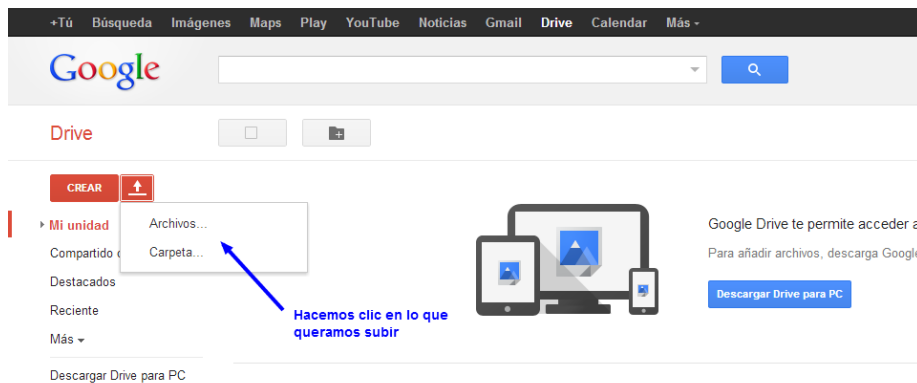 +Tú Búsqueda Imágenes Maps Play YouTube Noticias Gmail Drive Calendar Más
Google
Drive
CREAR
Mi unidad
Archivos...
Compartido
Carpeta...
Destacados
Reciente
Más
Descargar Drive para PC
Hacemos clic en lo que
queramos subir
Google Drive te permite acceder a
Para añadir archivos, descarga Google
Descargar Drive para PC